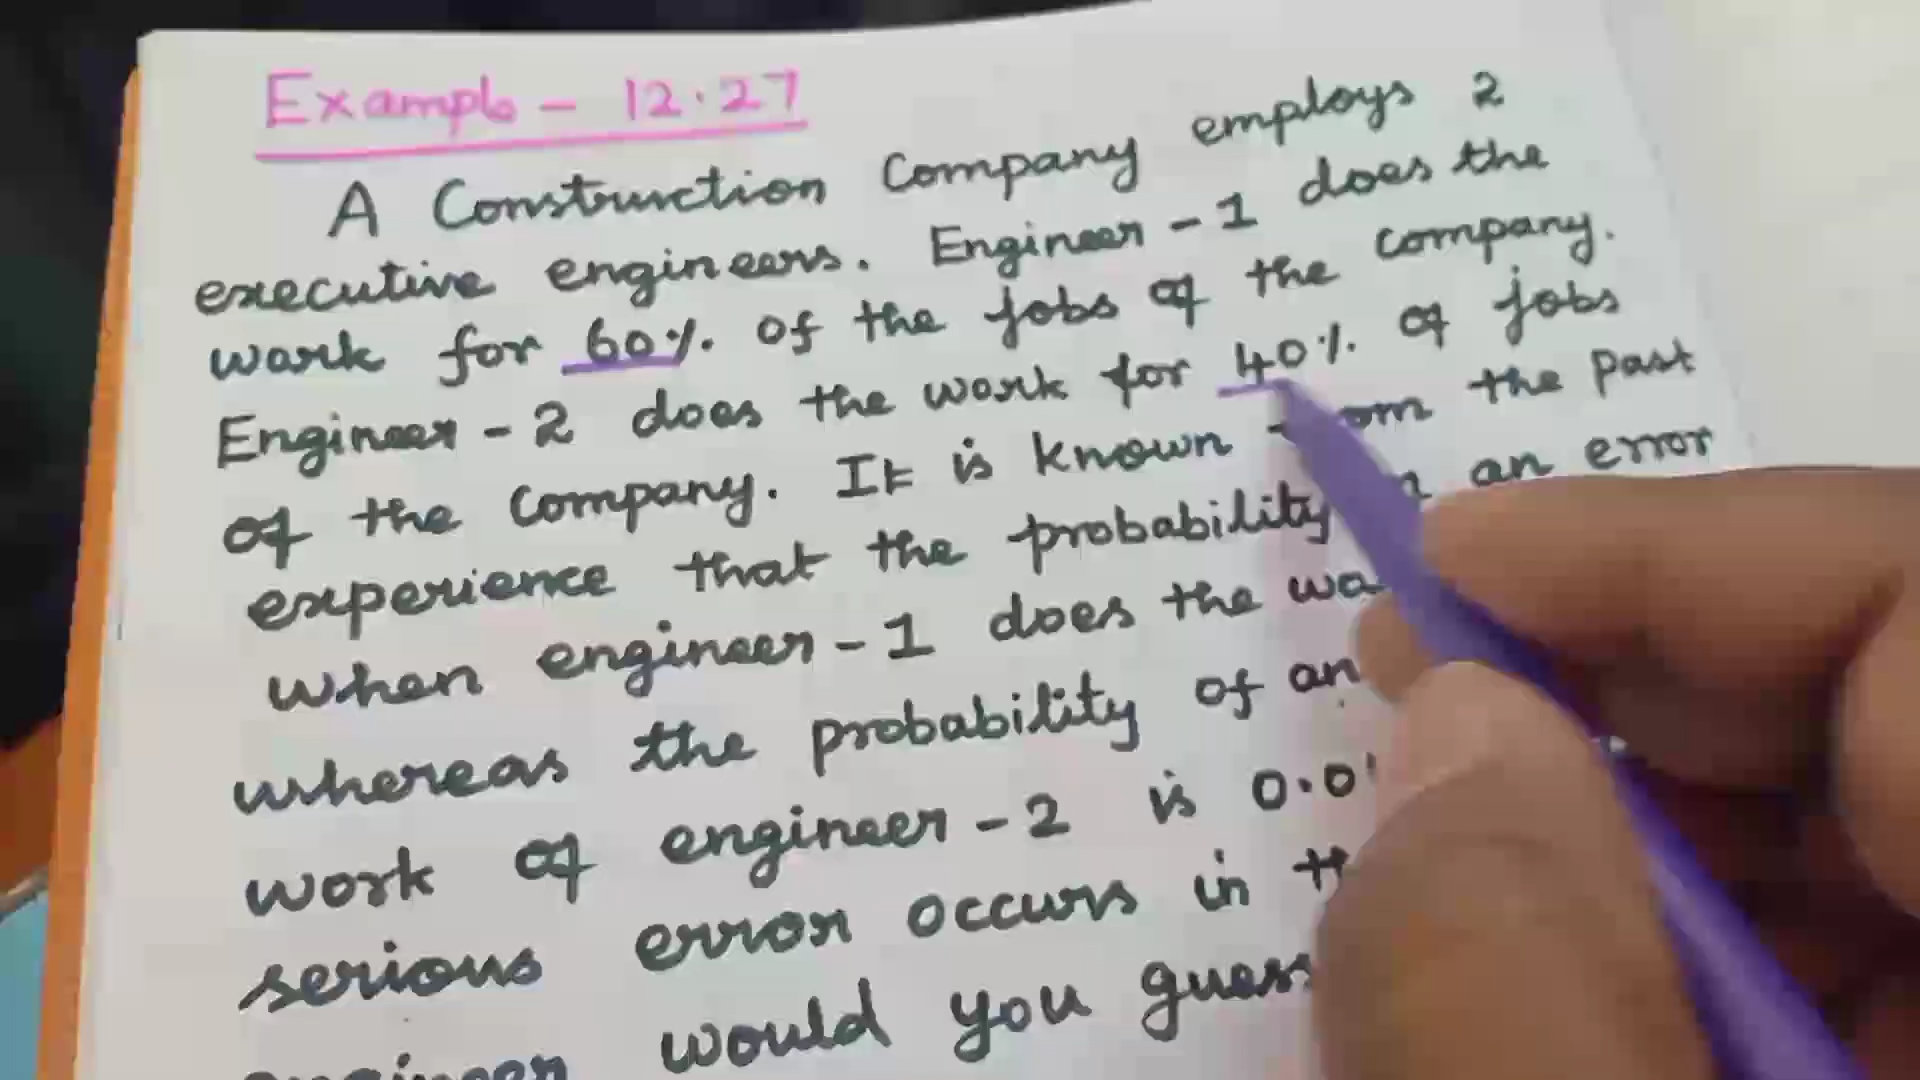 Example - 12.27
A Construction Company employs 2
executive engineers. Engineer - 1 does the
work for 60% of the jobs of the company.
Engineer - 2 does the work for 40% of jobs
of the Company. It is known the past
experience that the probability an error
when engineer - 1 does the
whereas the probability of an
work of engineer - 2 is
serious error occurs in
would you guess